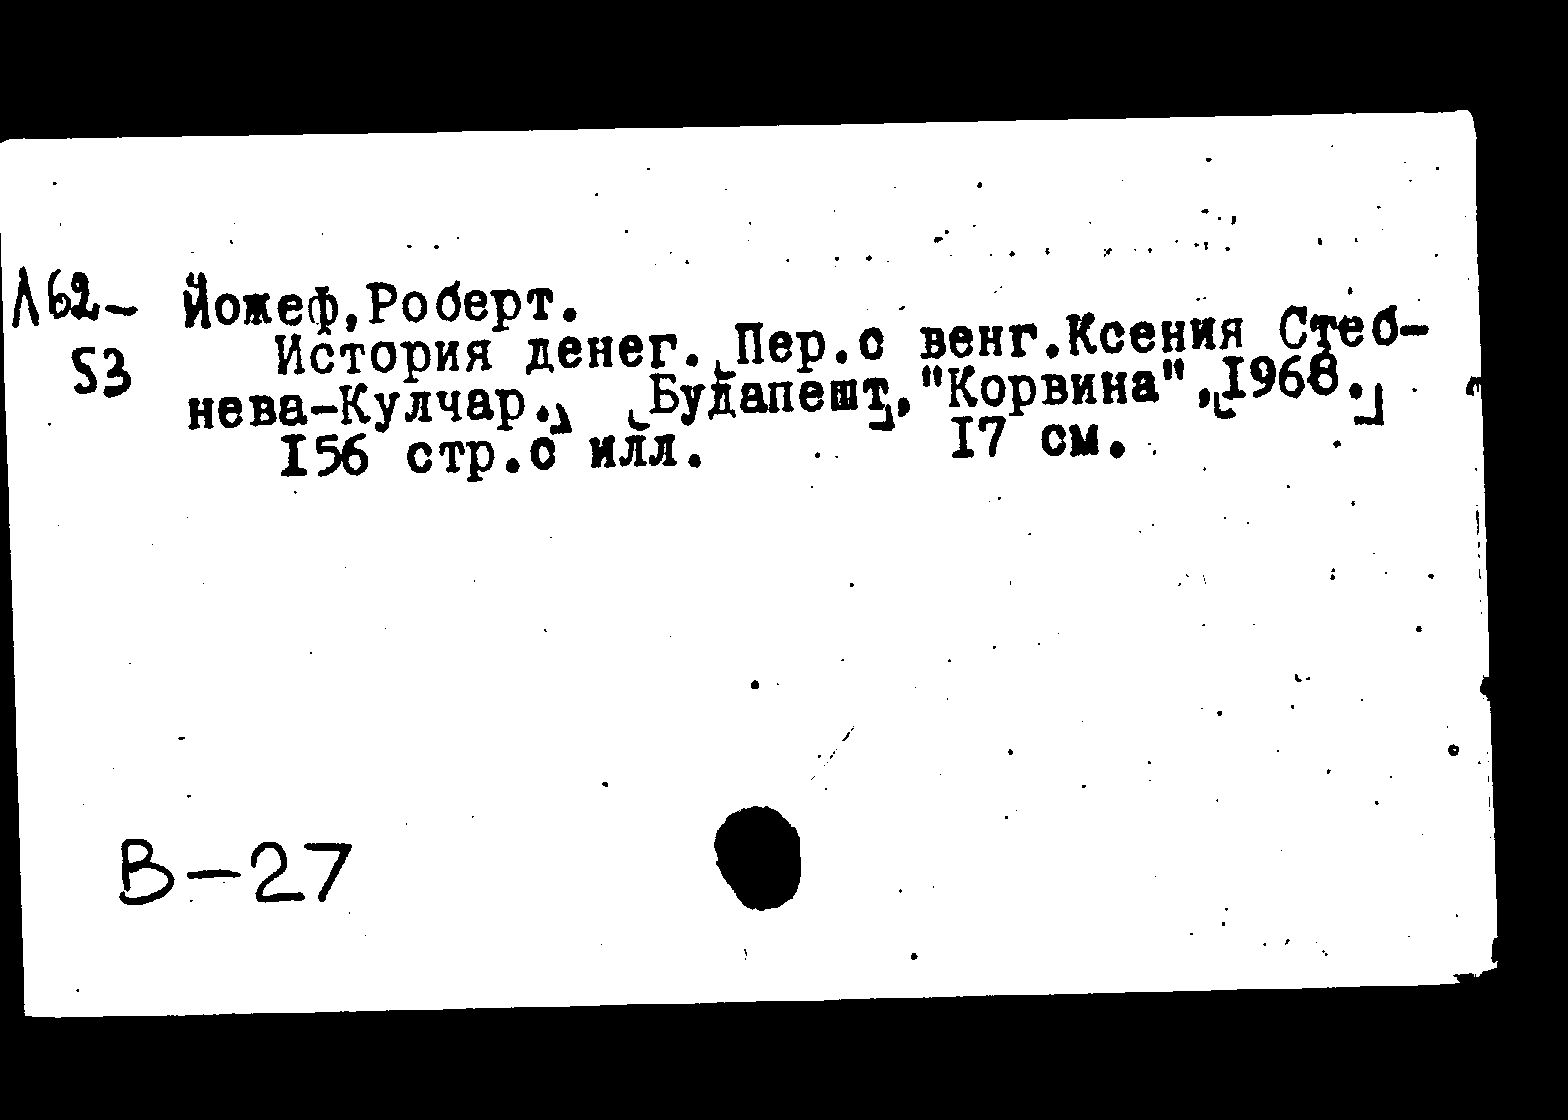 Л62-
53
Йожеф,Роберт.
История денег. [Пер.с венг.Ксения Стеб-
нева-Кулчар.] [Будапешт],"Корвина",[1968.]
156 стр.с илл. 17 см.
В-27